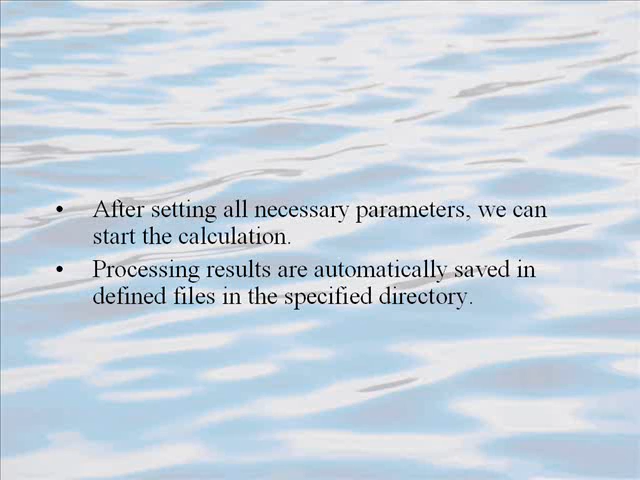 • After setting all necessary parameters, we can
start the calculation.
• Processing results are automatically saved in
defined files in the specified directory.